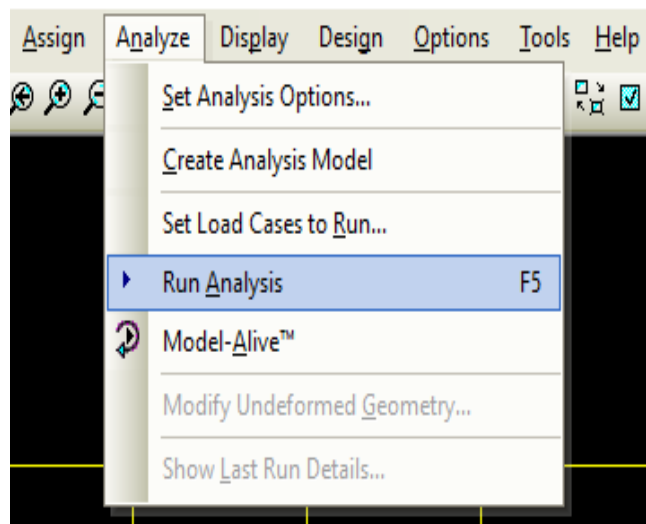 Assign Analyze Display Design Options Tools Help
Set Analysis Options...
Create Analysis Model
Set Load Cases to Run...
Run Analysis F5
Model-Alive™
Modify Undeformed Geometry...
Show Last Run Details...